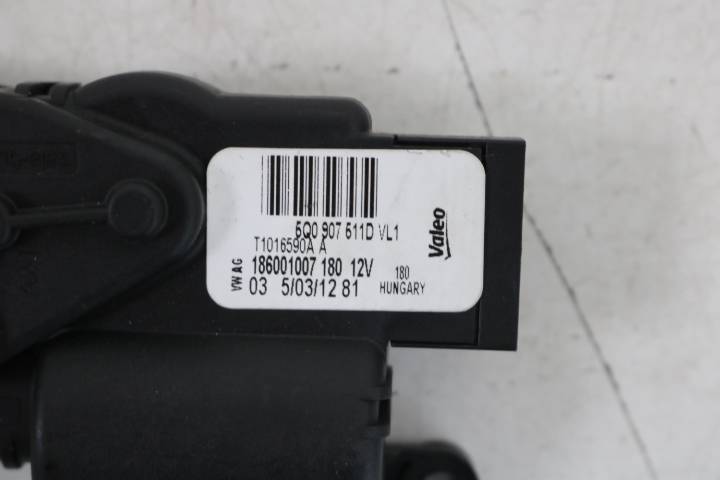 5Q0 907 511D VL1
T1016590A A
VW AG
186001007 180 12V
03 5/03/12 81
180
HUNGARY
Valeo